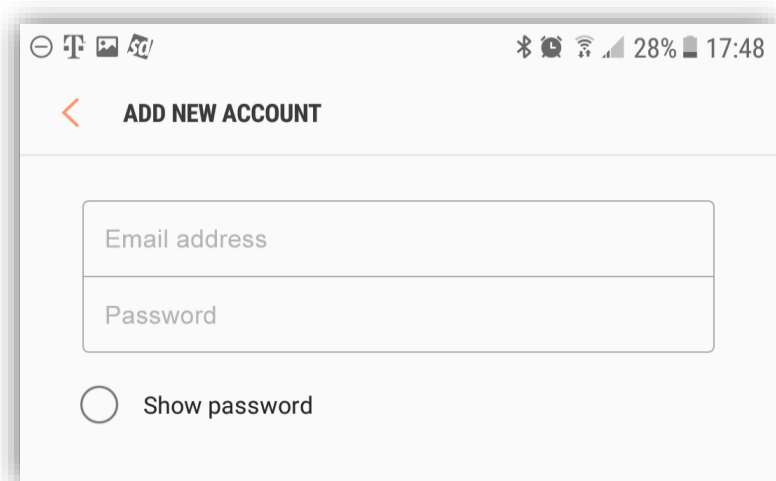 28% 17:48
ADD NEW ACCOUNT
Email address
Password
Show password